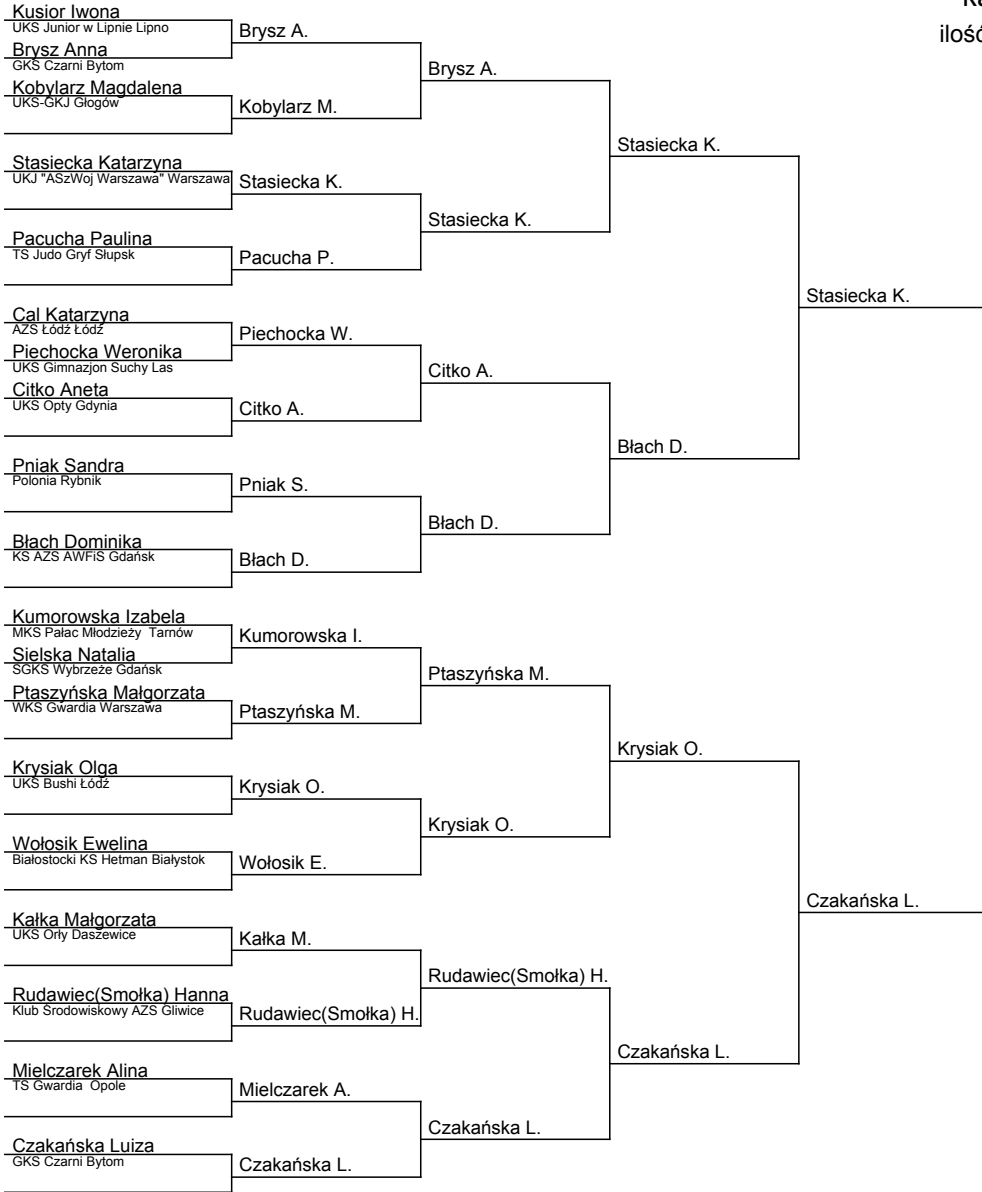 Kusior Iwona
UKS Junior w Lipnie Lipno
Brysz Anna
GKS Czarni Bytom
Kobylarz Magdalena
UKS-GKJ Głogów
Stasiecka Katarzyna
UKJ "ASzWoj Warszawa" Warszawa
Pacucha Paulina
TS Judo Gryf Słupsk
Cal Katarzyna
AZS Łódź Łódź
Piechocka Weronika
UKS Gimnazjon Suchy Las
Citko Aneta
UKS Opty Gdynia
Pniak Sandra
Polonia Rybnik
Błach Dominika
KS AZS AWFiS Gdańsk
Kumorowska Izabela
MKS Pałac Młodzieży Tarnów
Sielska Natalia
SGKS Wybrzeże Gdańsk
Ptaszyńska Małgorzata
WKS Gwardia Warszawa
Krysiak Olga
UKS Bushi Łódź
Wołosik Ewelina
Białostocki KS Hetman Białystok
Kałka Małgorzata
UKS Orły Daszewice
Rudawiec(Smołka) Hanna
Klub Środowiskowy AZS Gliwice
Mielczarek Alina
TS Gwardia Opole
Czakańska Luiza
GKS Czarni Bytom
Brysz A.
Kobylarz M.
Stasiecka K.
Pacucha P.
Piechocka W.
Citko A.
Pniak S.
Błach D.
Kumorowska I.
Ptaszyńska M.
Krysiak O.
Wołosik E.
Kałka M.
Rudawiec(Smołka) H.
Mielczarek A.
Czakańska L.
Brysz A.
Stasiecka K.
Citko A.
Błach D.
Ptaszyńska M.
Krysiak O.
Rudawiec(Smołka) H.
Czakańska L.
Stasiecka K.
Błach D.
Krysiak O.
Czakańska L.
Stasiecka K.
Czakańska L.
ilość